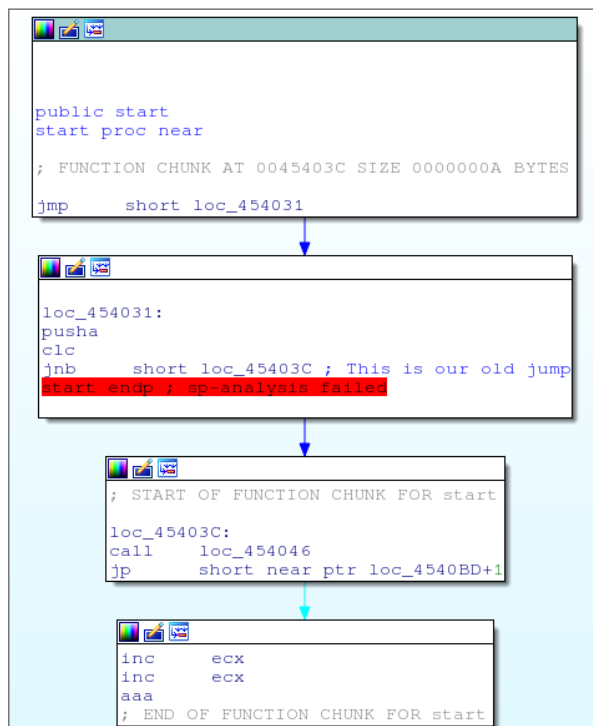 public start
start proc near
; FUNCTION CHUNK AT 0045403C SIZE 0000000A BYTES
jmp short loc_454031
loc_454031:
pusha
clc
jnb short loc_45403C ; This is our old jump
start endp ; sp-analysis failed
; START OF FUNCTION CHUNK FOR start
loc_45403C:
call loc_454046
jp short near ptr loc_4540BD+1
inc ecx
inc ecx
aaa
; END OF FUNCTION CHUNK FOR start